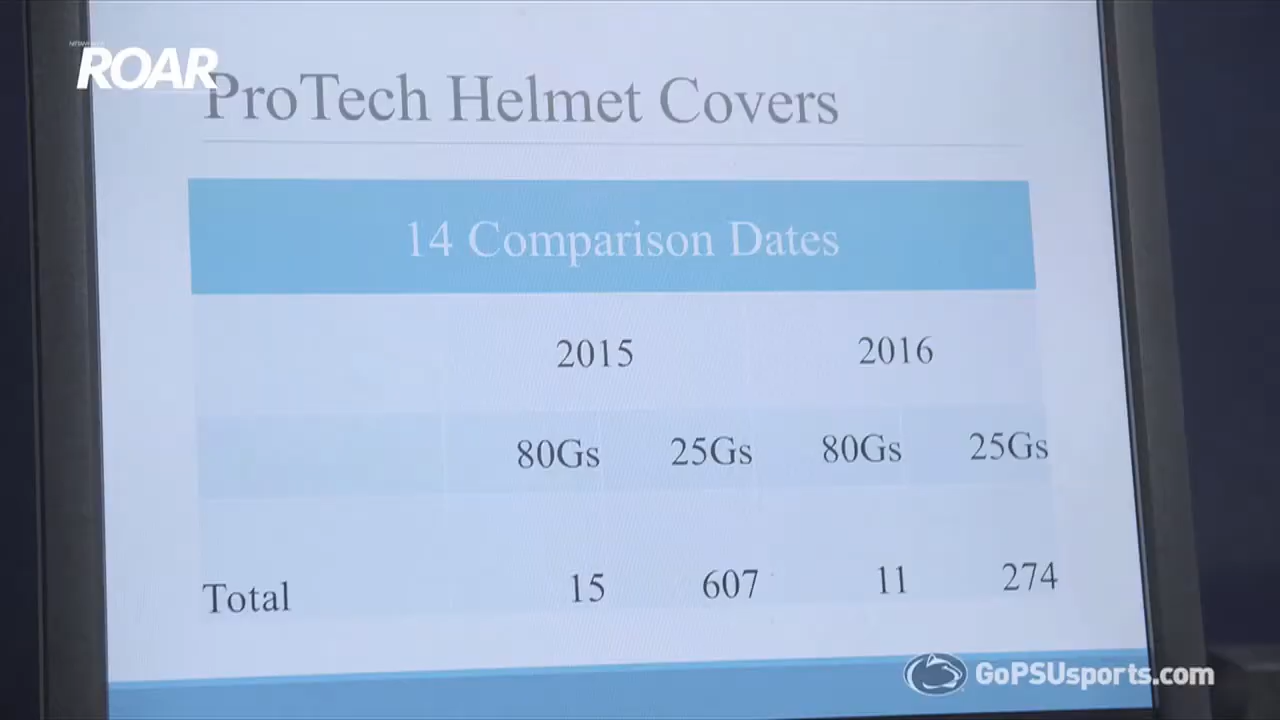 ROAR
ProTech Helmet Covers
14 Comparison Dates
2015 2016
80Gs 25Gs 80Gs 25Gs
Total 15 607 11 274
GoPSUsports.com